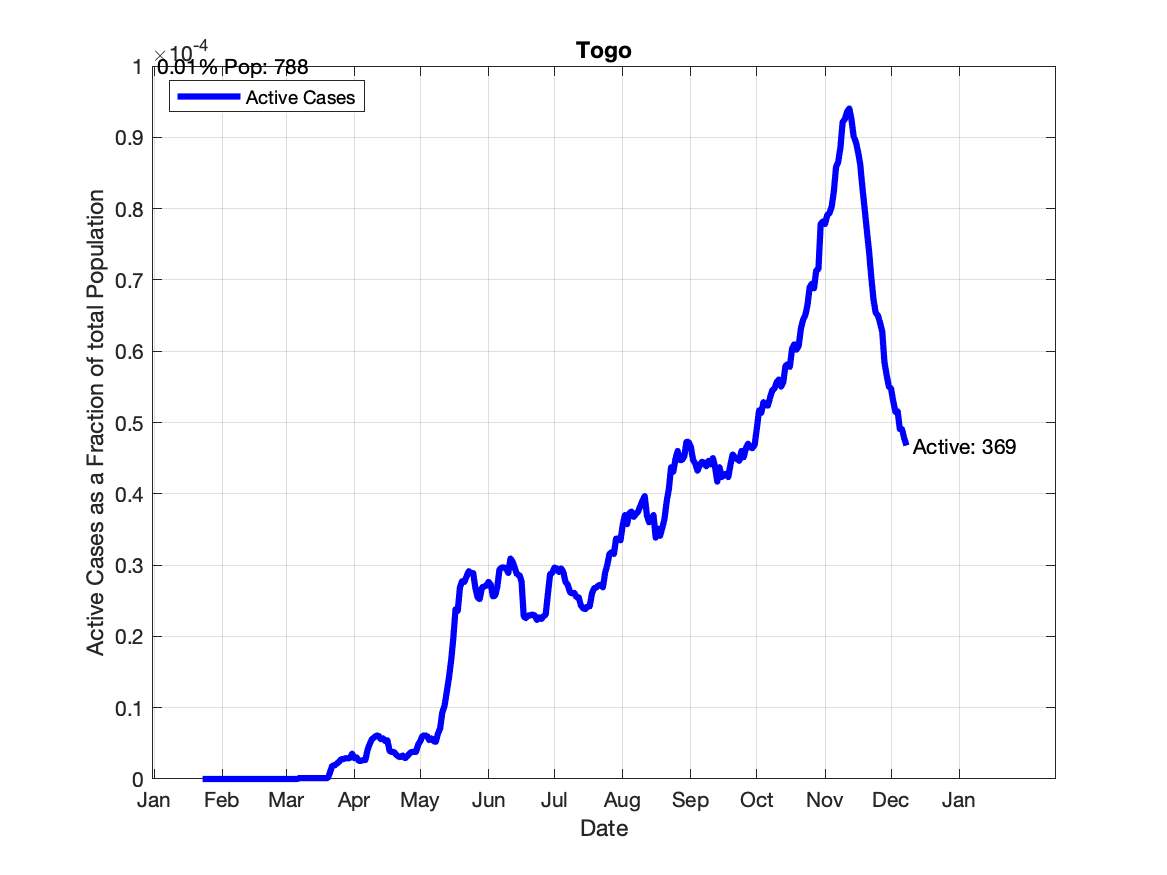 Togo
×10-4
0.01% Pop: 788
Active Cases
Active Cases as a Fraction of total Population
1
0.9
0.8
0.7
0.6
0.5
0.4
0.3
0.2
0.1
0
Active: 369
Jan Feb Mar Apr May Jun Jul Aug Sep Oct Nov Dec Jan
Date